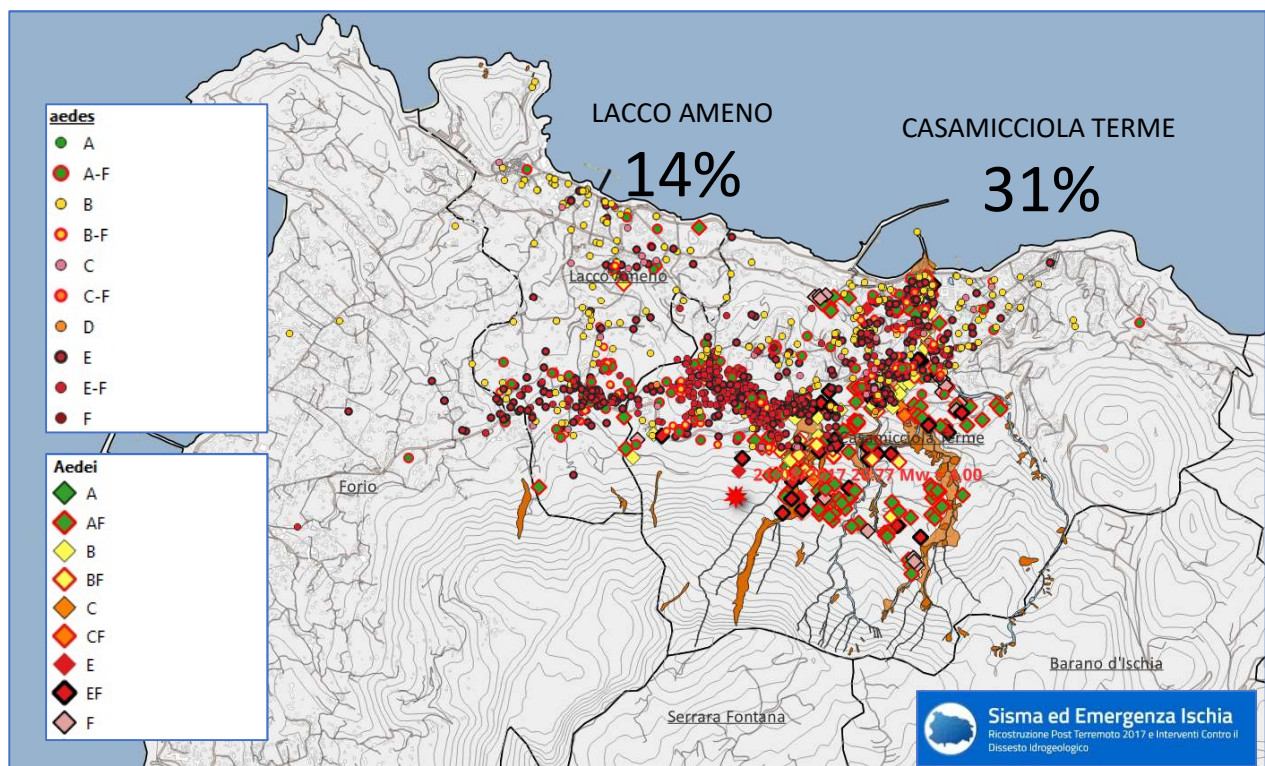 LACCO AMENO
14%
CASAMICCIOLA TERME
31%
aedes
A
A-F
B
B-F
C
C-F
D
E
E-F
F
Aedei
A
AF
B
BF
C
CF
E
EF
F
Lacco Ameno
Casamicciola Terme
Mw
Forio
Barano d'Ischia
Serrara Fontana
Sisma ed Emergenza Ischia
Ricostruzione Post Terremoto 2017 e Interventi Contro il
Dissesto Idrogeologico